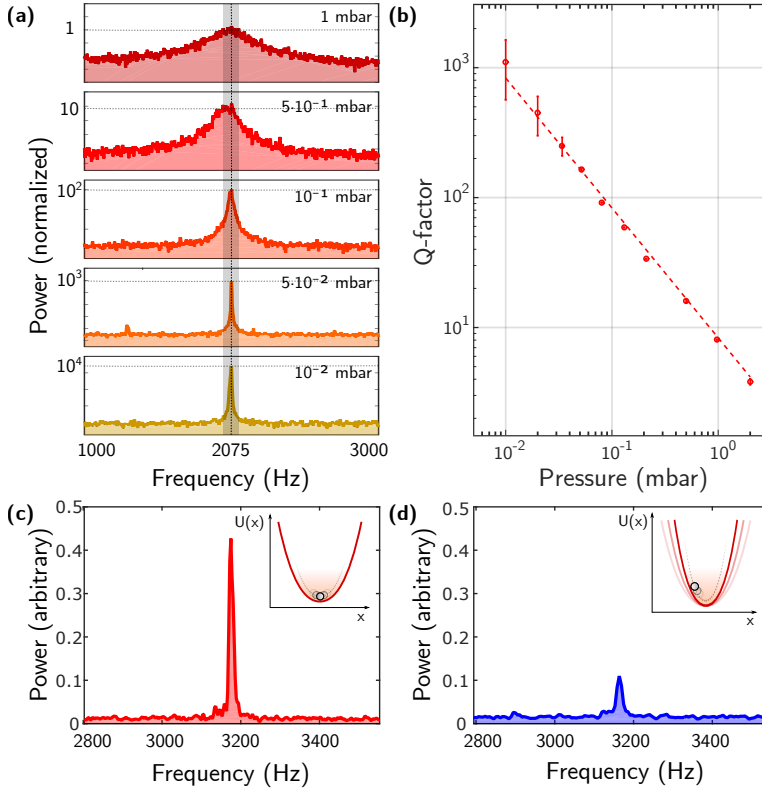 (a)
1 mbar
1
5·10⁻¹ mbar
10
10⁻¹ mbar
10²
5·10⁻² mbar
10³
10⁻² mbar
10⁴
Power (normalized)
1000 2075 3000
Frequency (Hz)
(b)
10³
10²
10¹
Q-factor
10⁻² 10⁻¹ 10⁰
Pressure (mbar)
(c)
0.5
0.4
0.3
0.2
0.1
0
Power (arbitrary)
U(x)
x
2800 3000 3200 3400
Frequency (Hz)
(d)
0.5
0.4
0.3
0.2
0.1
0
Power (arbitrary)
U(x)
x
2800 3000 3200 3400
Frequency (Hz)